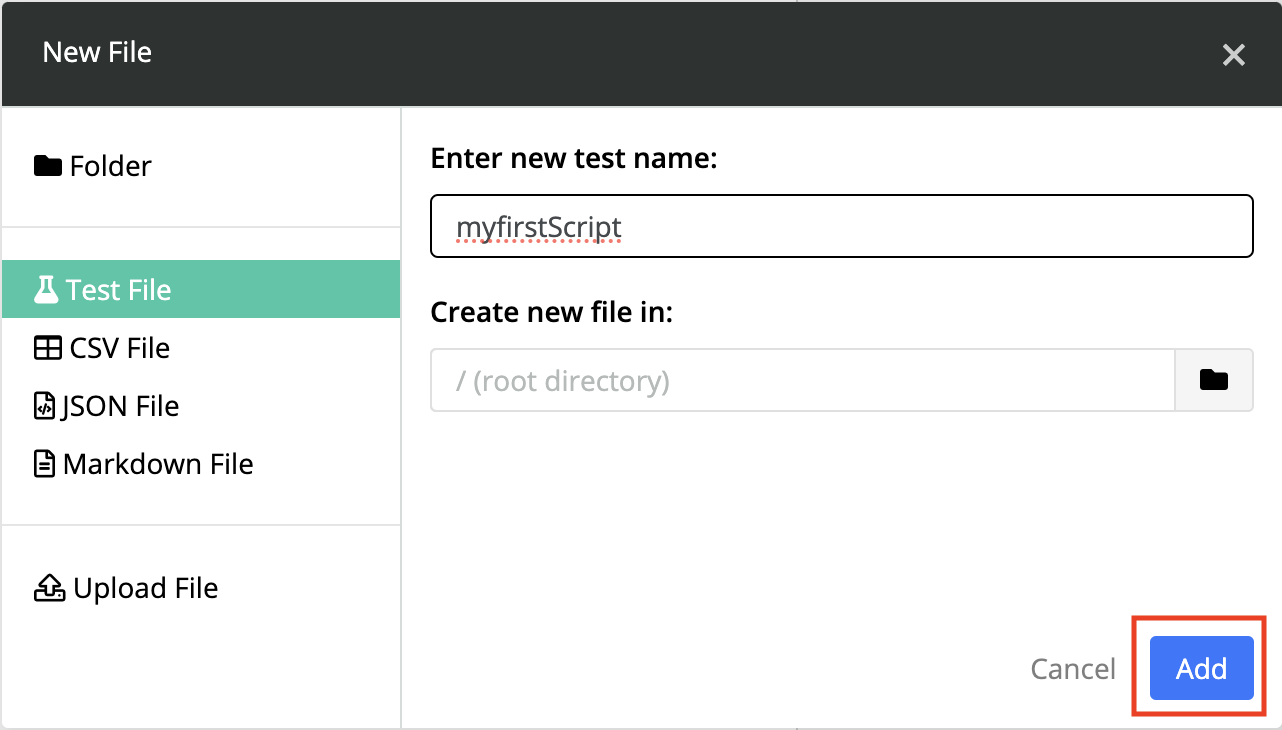 New File
Folder
Test File
CSV File
JSON File
Markdown File
Upload File
Enter new test name:
myfirstScript
Create new file in:
/ (root directory)
Cancel
Add